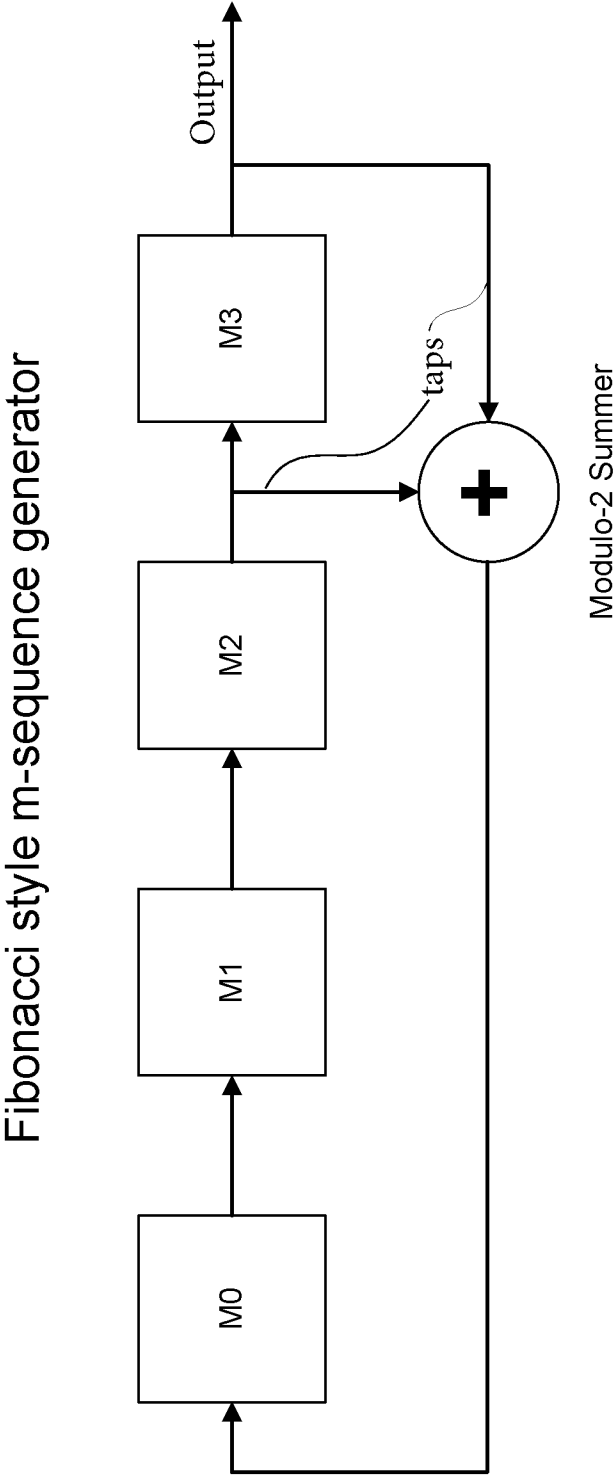 Fibonacci style m-sequence generator
M0
M1
M2
M3
Output
taps
+
Modulo-2 Summer